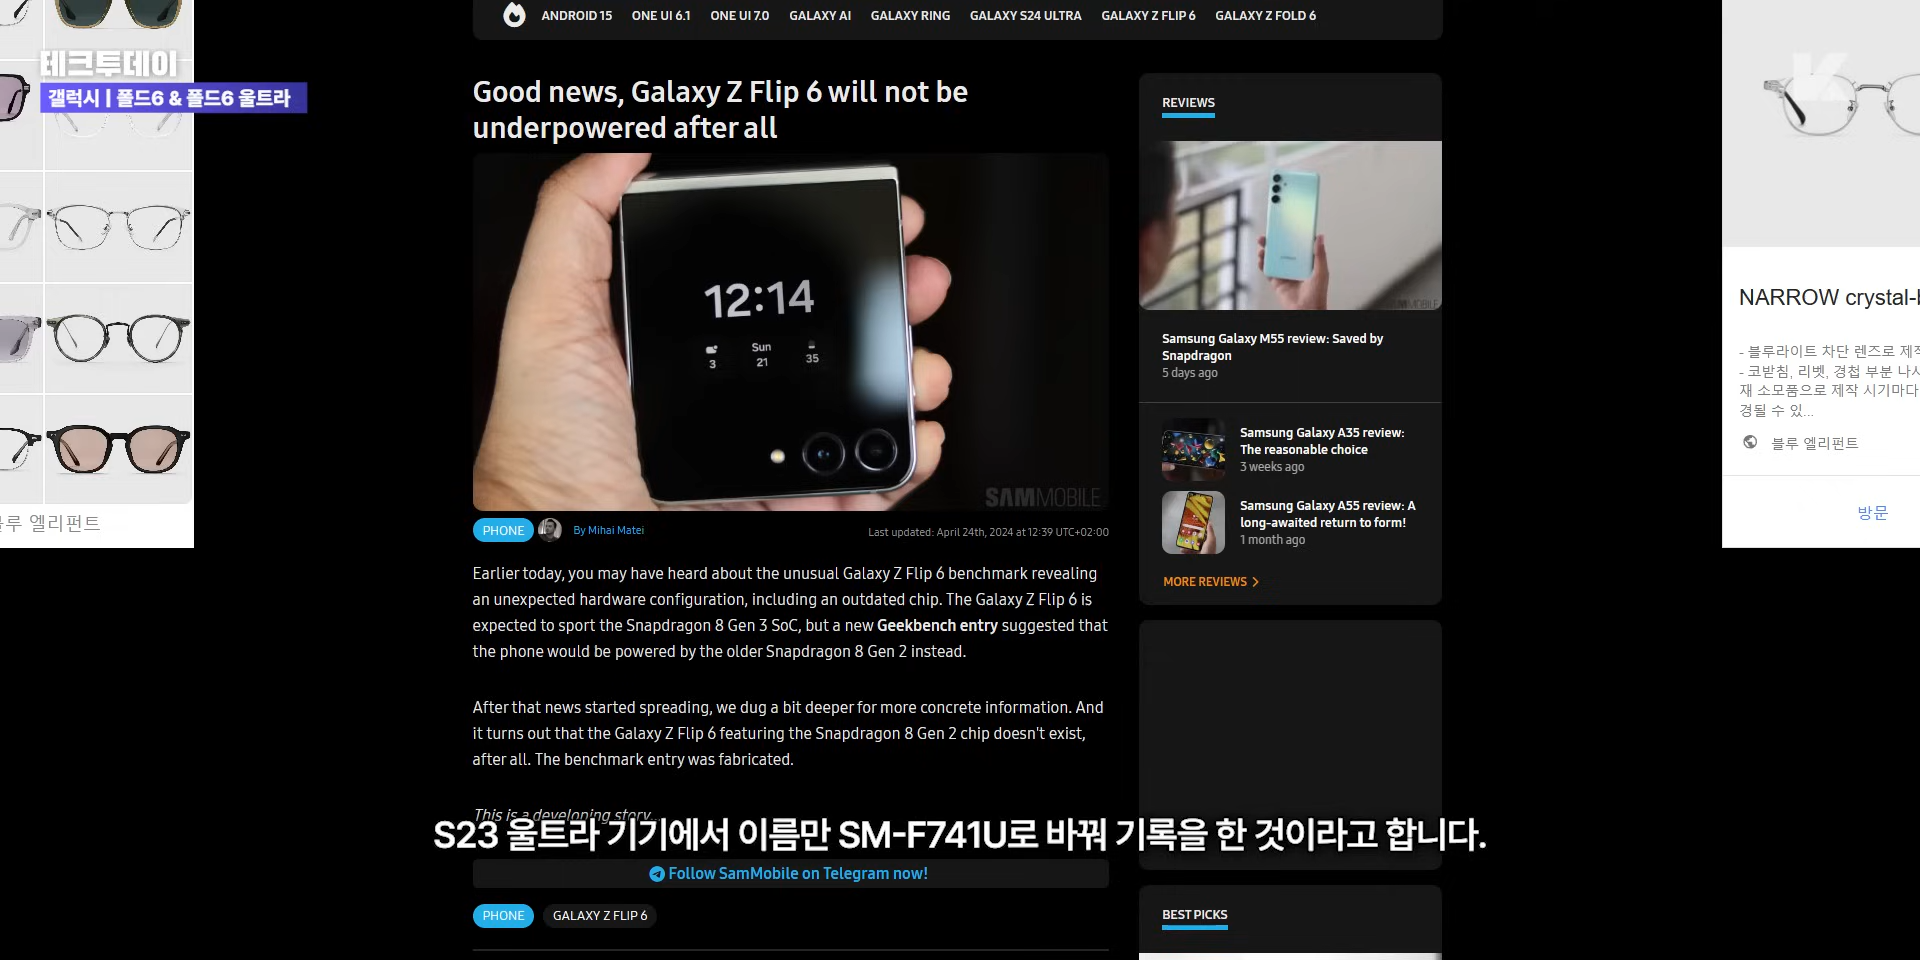 ANDROID 15 ONE UI 6.1 ONE UI 7.0 GALAXY AI GALAXY RING GALAXY S24 ULTRA GALAXY Z FLIP 6 GALAXY Z FOLD 6
테크투데이
갤럭시 | 폴드6 & 폴드6 울트라
Good news, Galaxy Z Flip 6 will not be
underpowered after all
12:14
Sun
3 21 35
SAMMOBILE
PHONE By Mihai Matei Last updated: April 24th, 2024 at 12:39 UTC+02:00
Earlier today, you may have heard about the unusual Galaxy Z Flip 6 benchmark revealing
an unexpected hardware configuration, including an outdated chip. The Galaxy Z Flip 6 is
expected to sport the Snapdragon 8 Gen 3 SoC, but a new Geekbench entry suggested that
the phone would be powered by the older Snapdragon 8 Gen 2 instead.
After that news started spreading, we dug a bit deeper for more concrete information. And
it turns out that the Galaxy Z Flip 6 featuring the Snapdragon 8 Gen 2 chip doesn't exist,
after all. The benchmark entry was fabricated.
This is a developing story...
S23 울트라 기기에서 이름만 SM-F741U로 바꿔 기록을 한 것이라고 합니다.
Follow SamMobile on Telegram now!
PHONE GALAXY Z FLIP 6
REVIEWS
Samsung Galaxy M55 review: Saved by
Snapdragon
5 days ago
Samsung Galaxy A35 review:
The reasonable choice
3 weeks ago
Samsung Galaxy A55 review: A
long-awaited return to form!
1 month ago
MORE REVIEWS
BEST PICKS
루 엘리펀트
K
NARROW crystal-b
- 블루라이트 차단 렌즈로 제작
- 코받침, 리벳, 경첩 부분 나사
재 소모품으로 제작 시기마다
경될 수 있...
블루 엘리펀트
방문